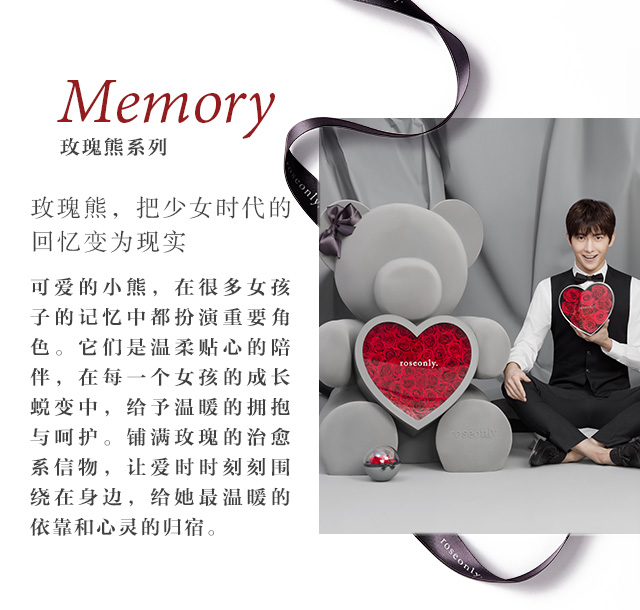 Memory
玫瑰熊系列
玫瑰熊，把少女时代的
回忆变为现实
可爱的小熊，在很多女孩
子的记忆中都扮演重要角
色。它们是温柔贴心的陪
伴，在每一个女孩的成长
蜕变中，给予温暖的拥抱
与呵护。铺满玫瑰的治愈
系信物，让爱时时刻刻围
绕在身边，给她最温暖的
依靠和心灵的归宿。
roseonly.
roseonly.
roseonly
roseonly.